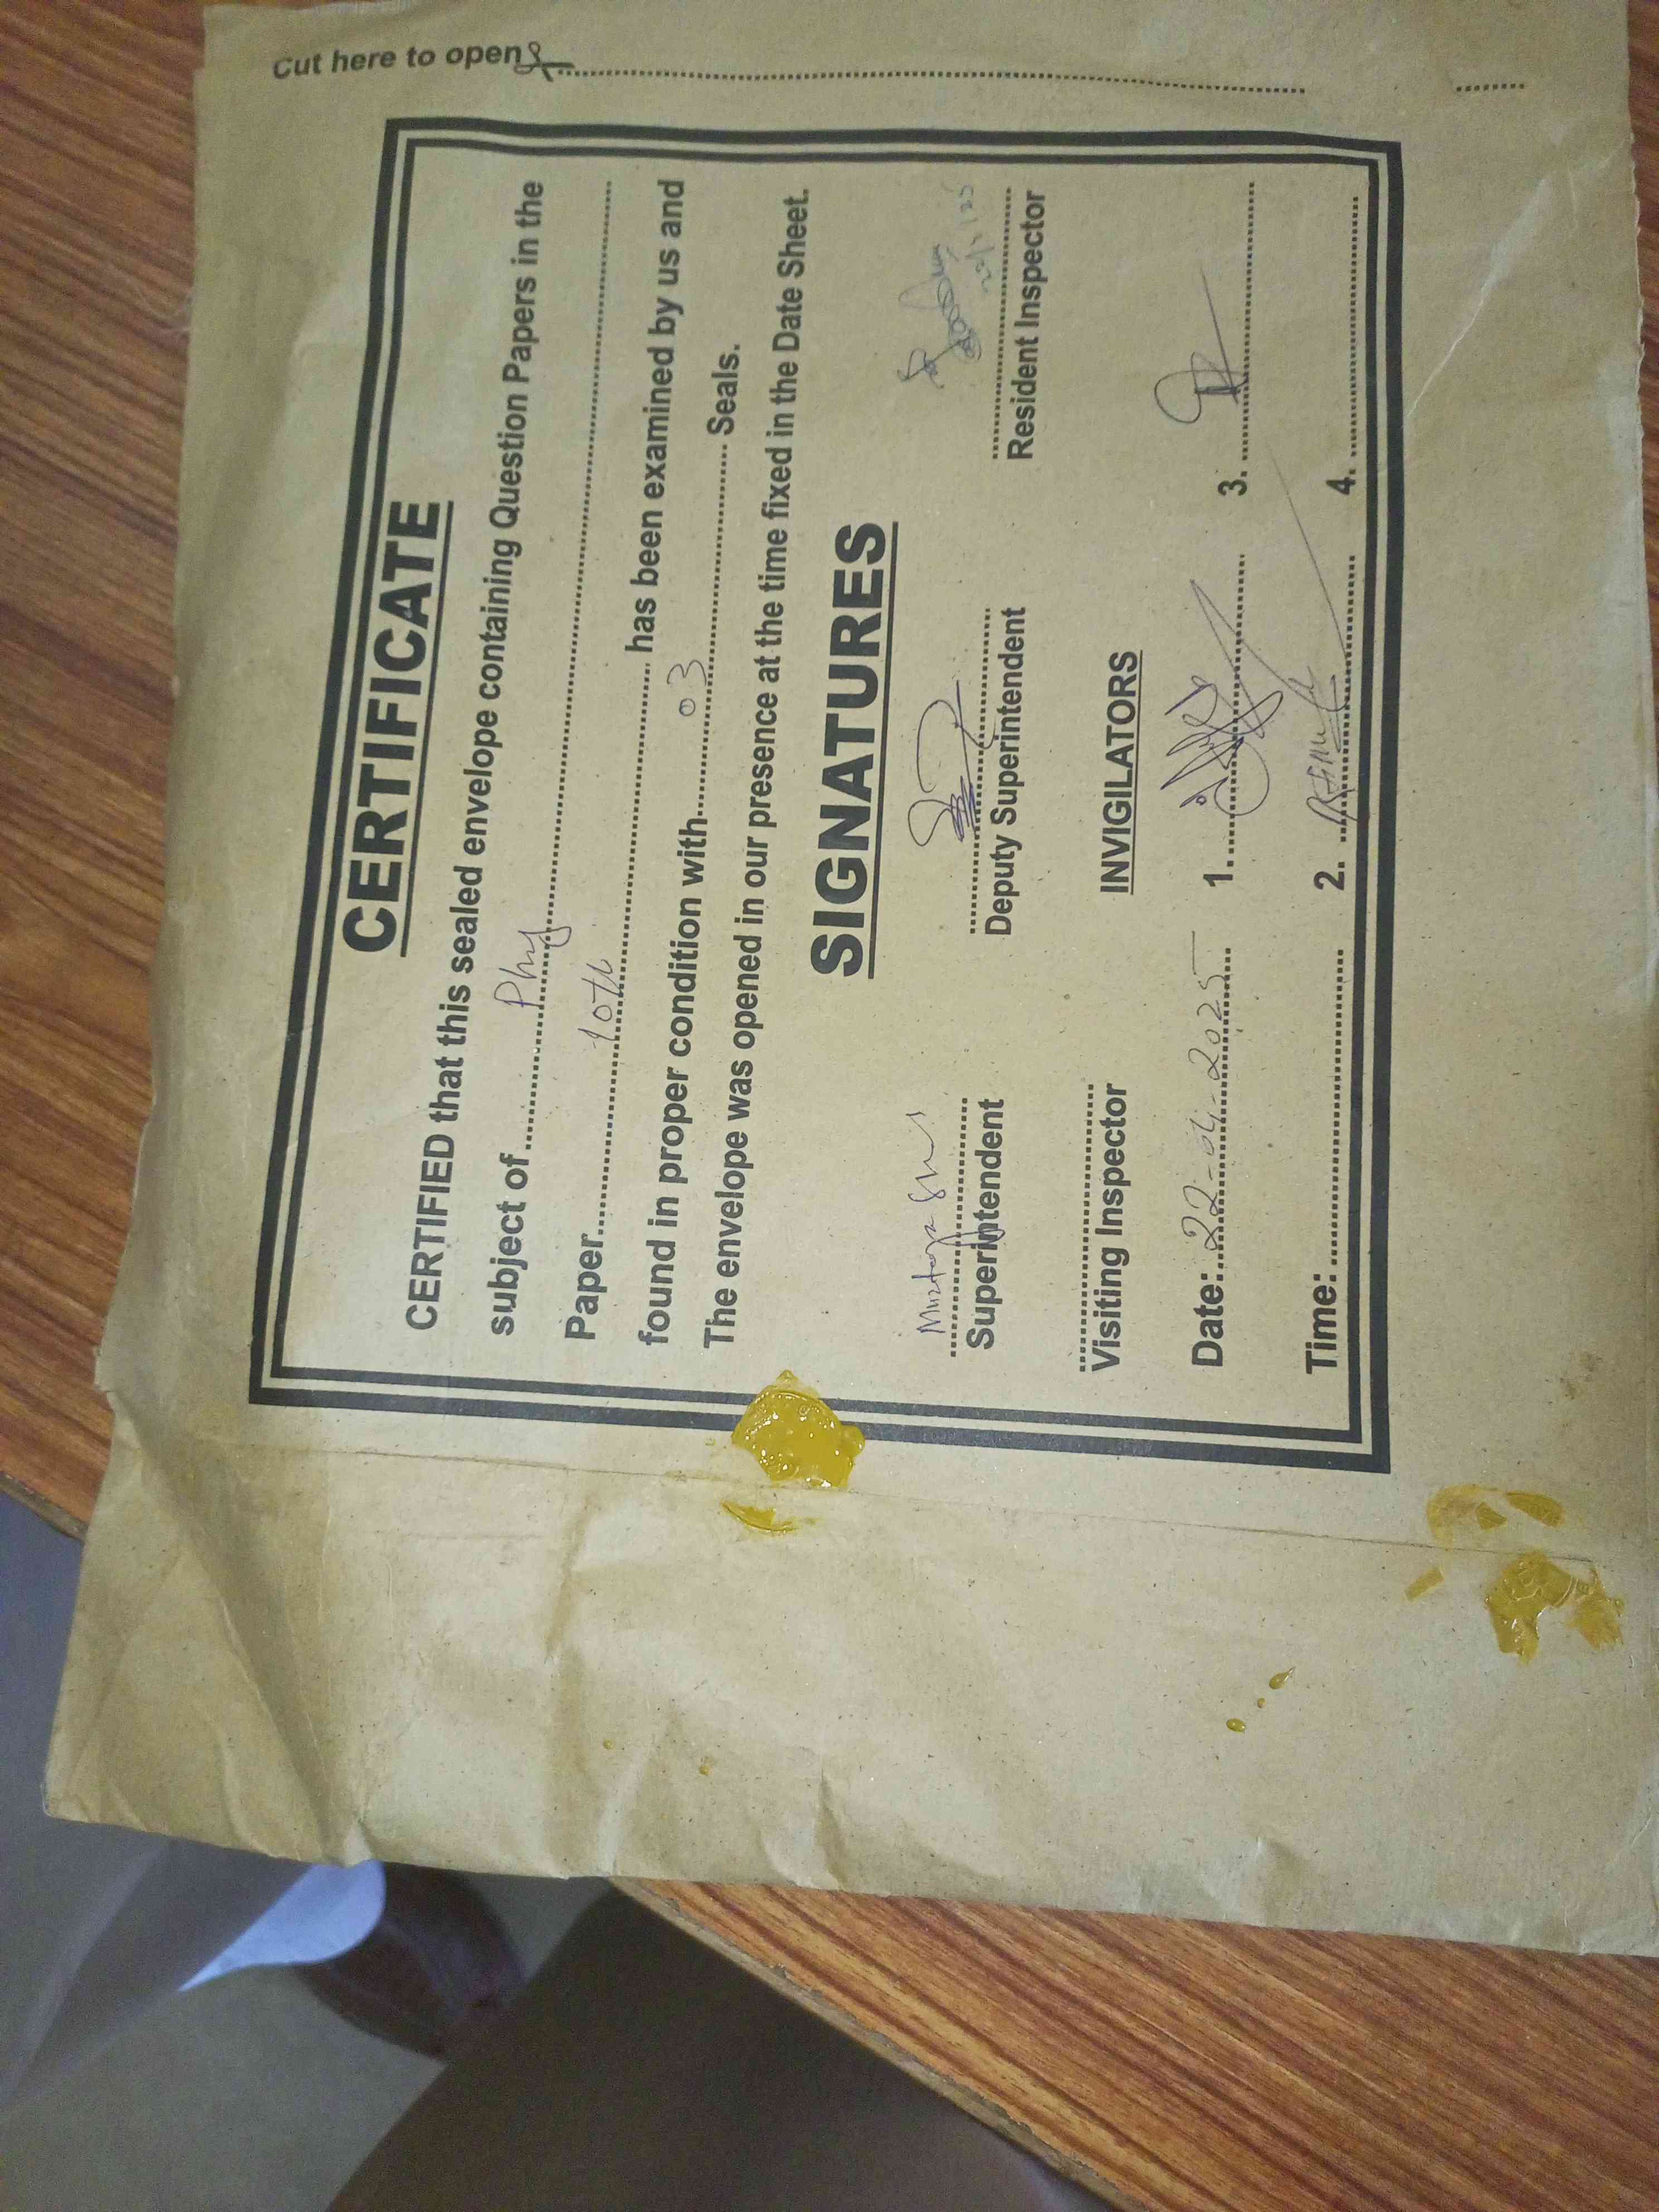 Cut here to open
CERTIFICATE
CERTIFIED that this sealed envelope containing Question Papers in the
subject of..........Phy..........
Paper..........10th.......... has been examined by us and
found in proper condition with..........03.......... Seals.
The envelope was opened in our presence at the time fixed in the Date Sheet.
SIGNATURES
Superintendent Deputy Superintendent Resident Inspector
Visiting Inspector INVIGILATORS
Date:..22-04-2025 1. 3.
Time: 2. 4.